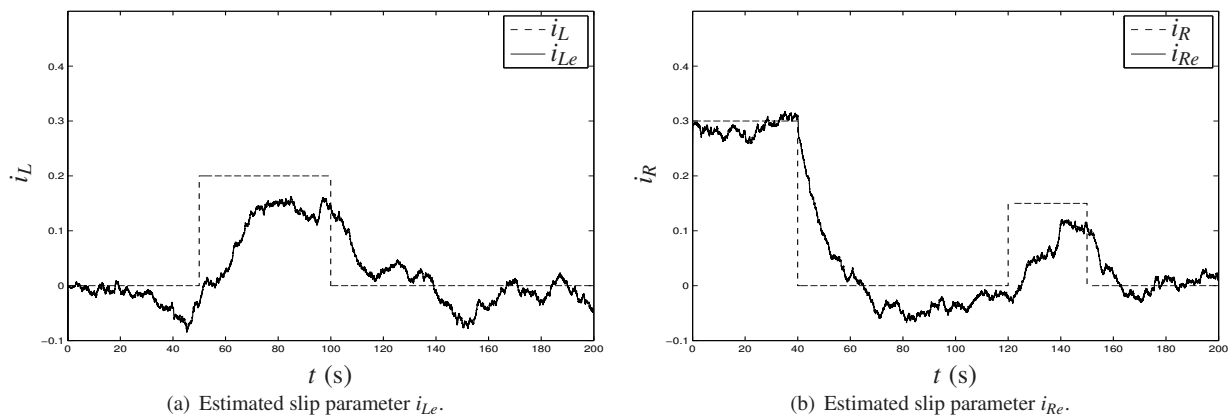 i_L
i_Le
0.4
0.3
0.2
0.1
0
−0.1
0 20 40 60 80 100 120 140 160 180 200
i_L
t (s)
(a) Estimated slip parameter i_Le.
i_R
i_Re
0.4
0.3
0.2
0.1
0
−0.1
0 20 40 60 80 100 120 140 160 180 200
i_R
t (s)
(b) Estimated slip parameter i_Re.